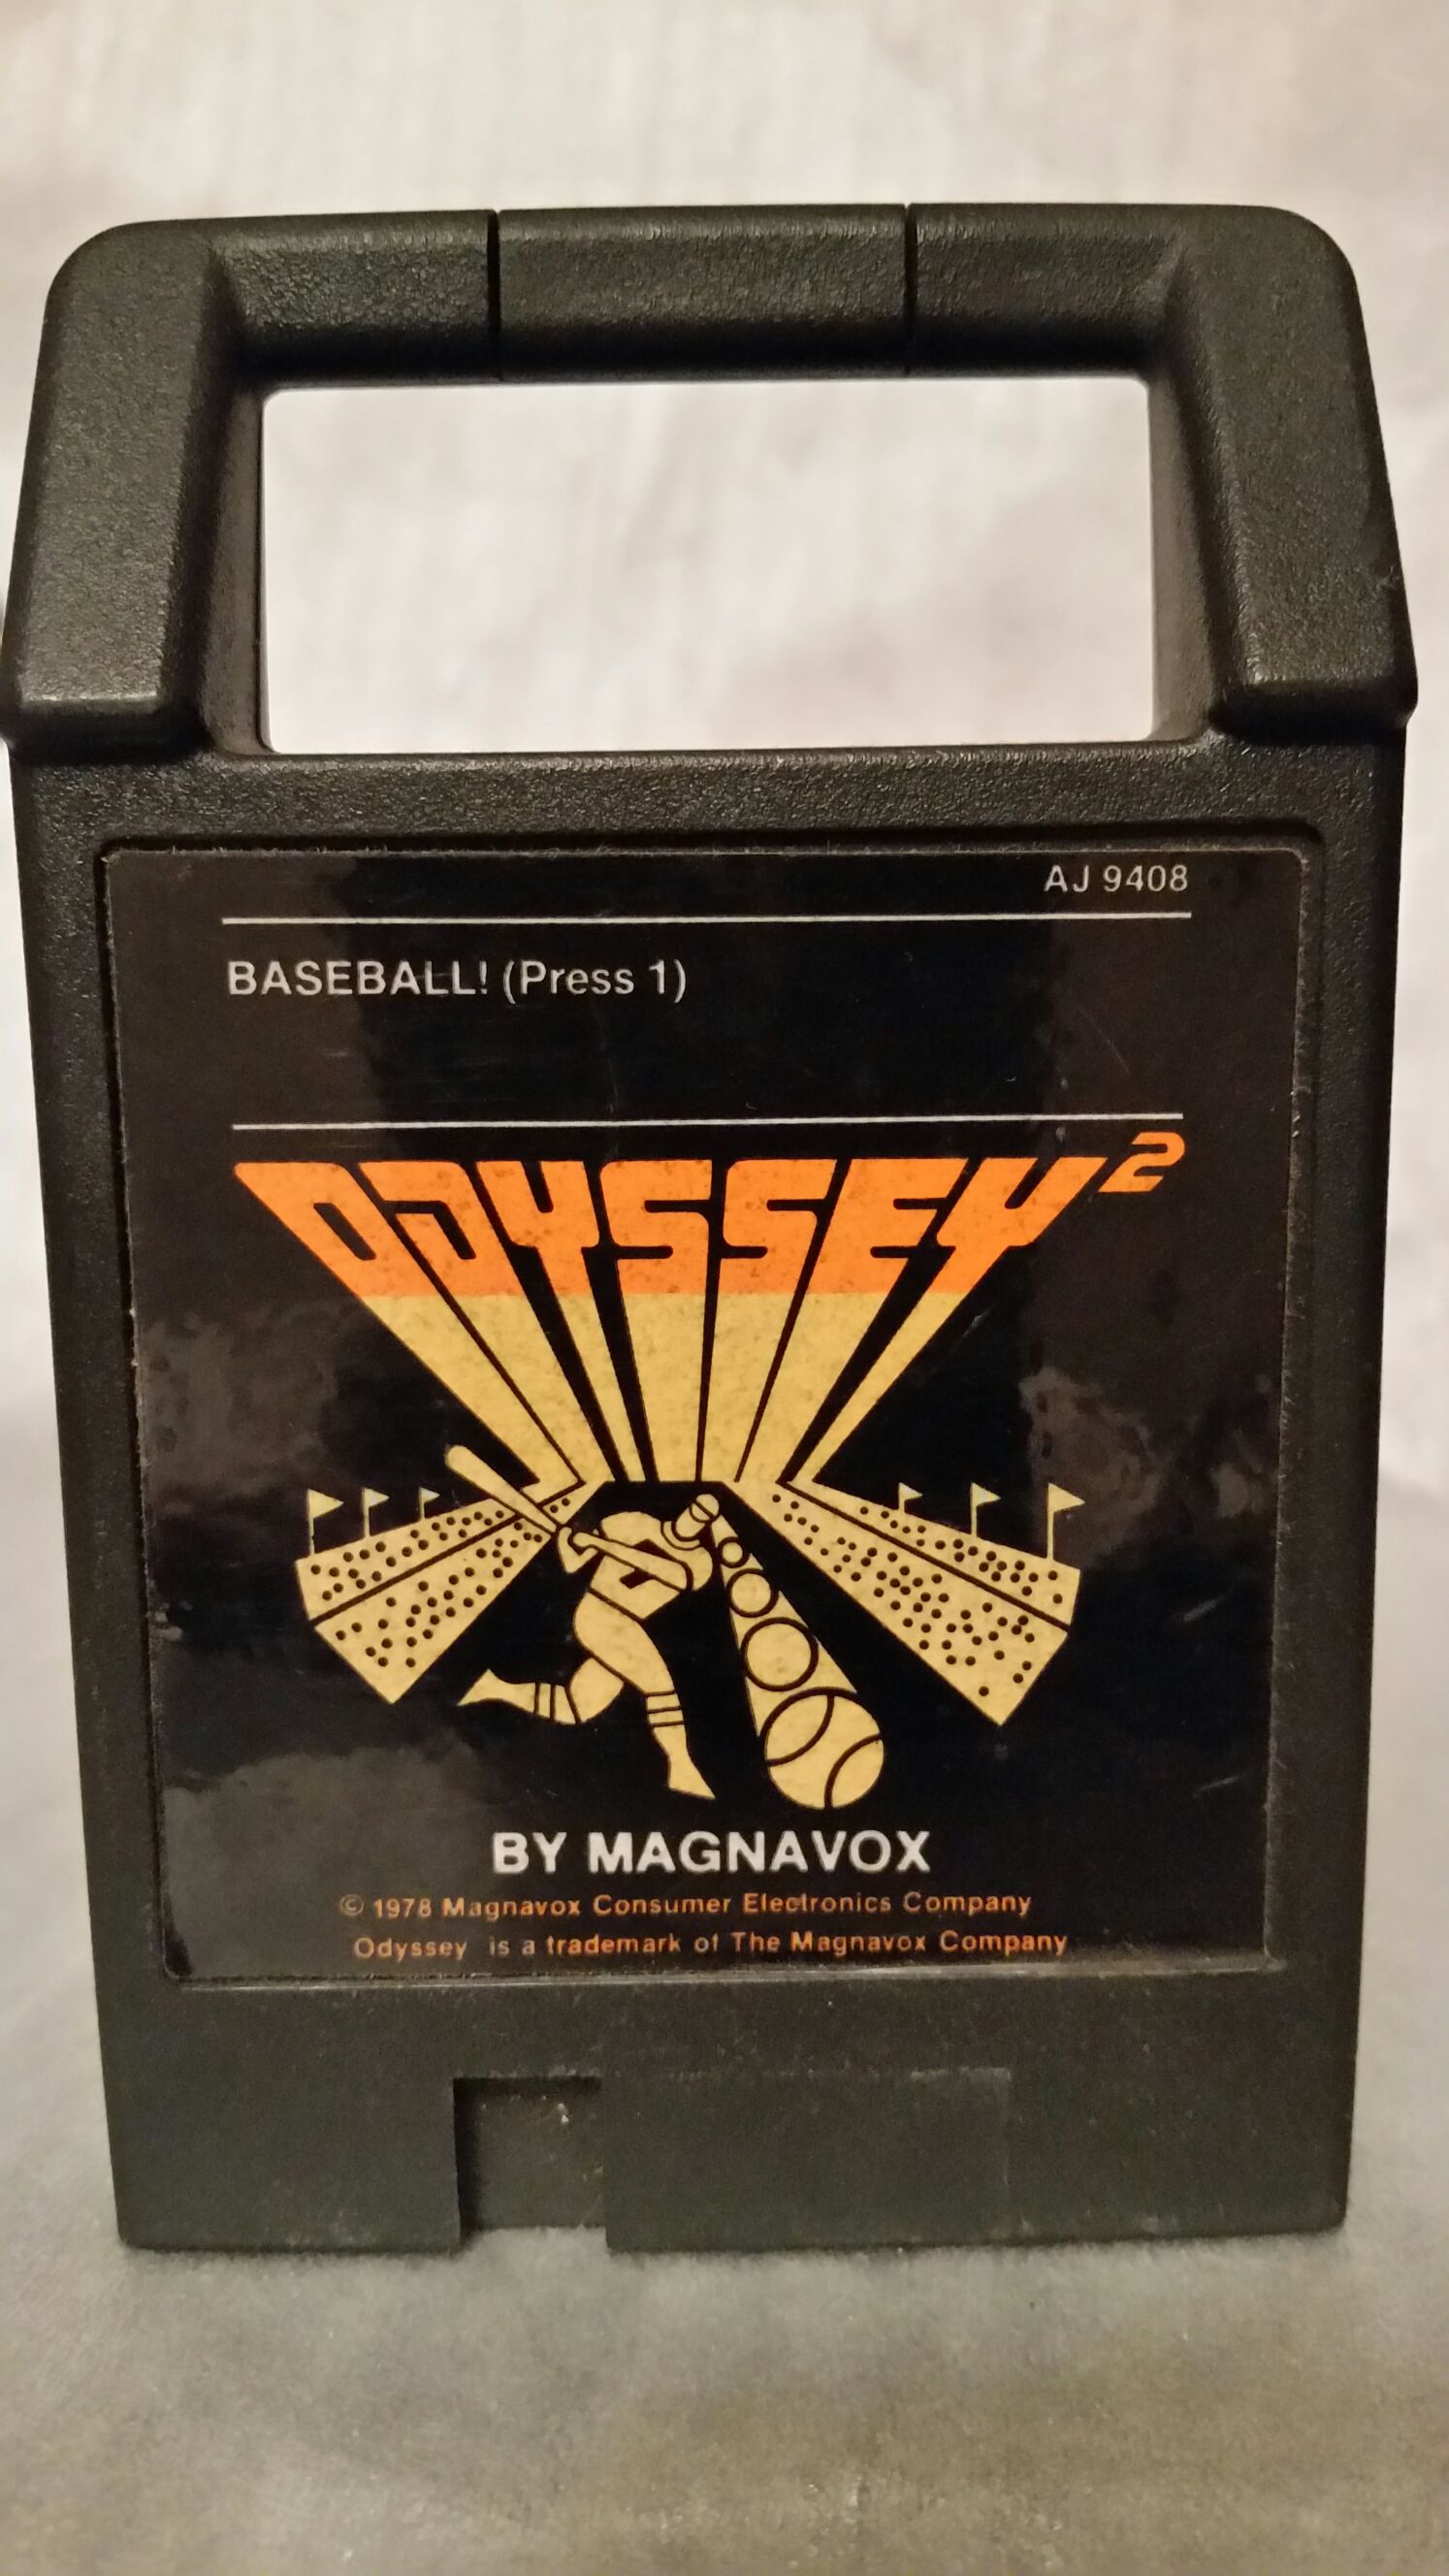 AJ 9408
BASEBALL! (Press 1)
ODYSSEY²
BY MAGNAVOX
© 1978 Magnavox Consumer Electronics Company
Odyssey is a trademark of The Magnavox Company